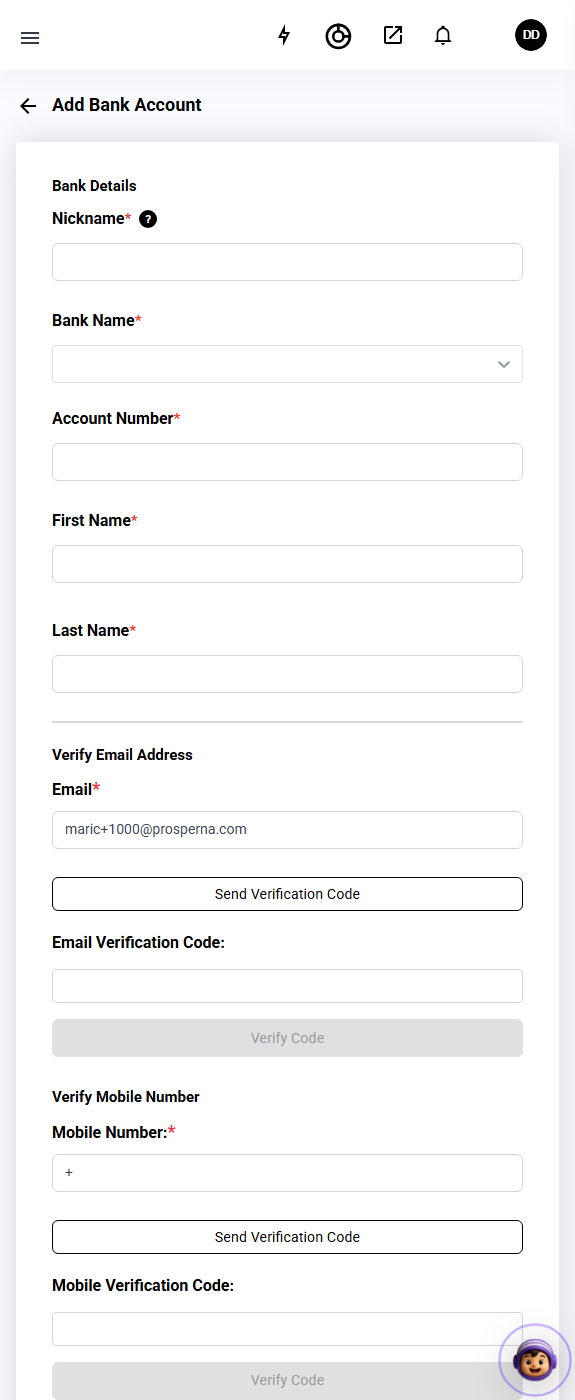 DD
Add Bank Account
Bank Details
Nickname* ?
Bank Name*
Account Number*
First Name*
Last Name*
Verify Email Address
Email*
maric+1000@prosperna.com
Send Verification Code
Email Verification Code:
Verify Code
Verify Mobile Number
Mobile Number:*
+
Send Verification Code
Mobile Verification Code:
Verify Code